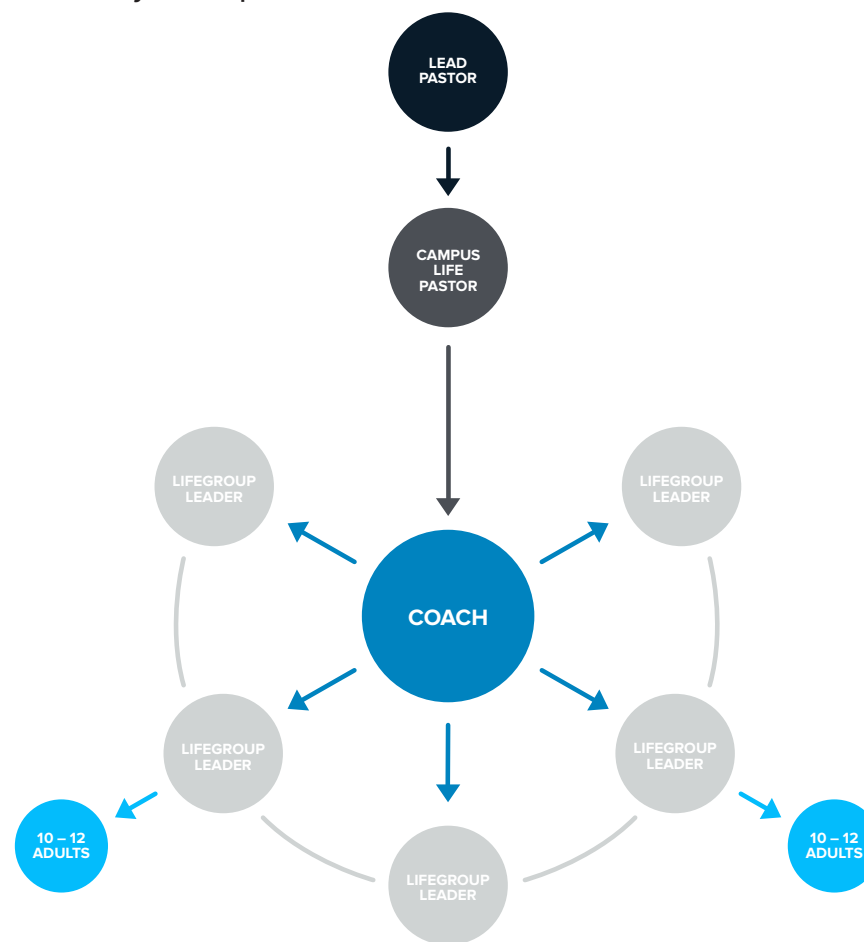 LEAD
PASTOR
CAMPUS
LIFE
PASTOR
LIFEGROUP
LEADER
LIFEGROUP
LEADER
COACH
LIFEGROUP
LEADER
LIFEGROUP
LEADER
10 – 12
ADULTS
10 – 12
ADULTS
LIFEGROUP
LEADER